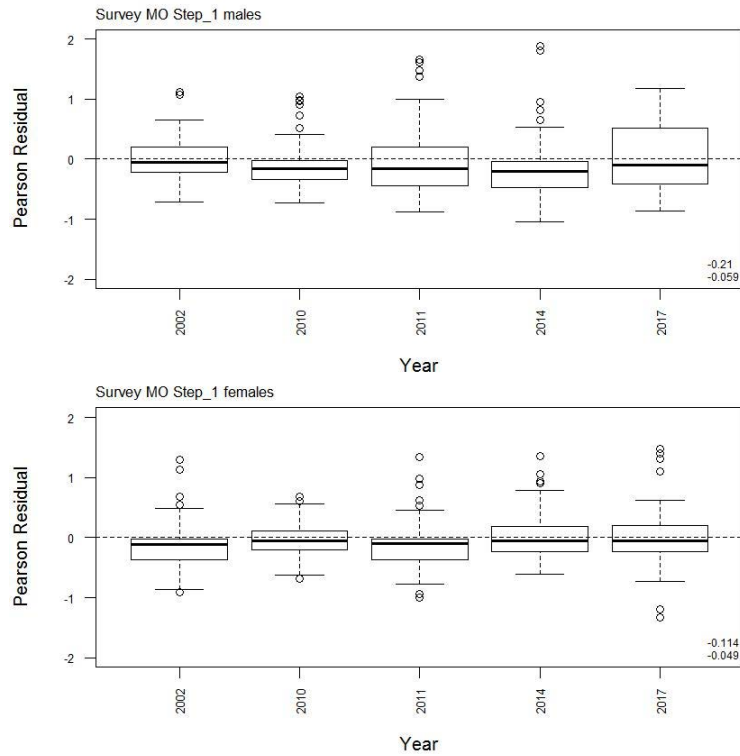 Survey MO Step_1 males
2
1
0
-1
-2
Pearson Residual
-0.21
-0.059
2002 2010 2011 2014 2017
Year
Survey MO Step_1 females
2
1
0
-1
-2
Pearson Residual
-0.114
-0.049
2002 2010 2011 2014 2017
Year